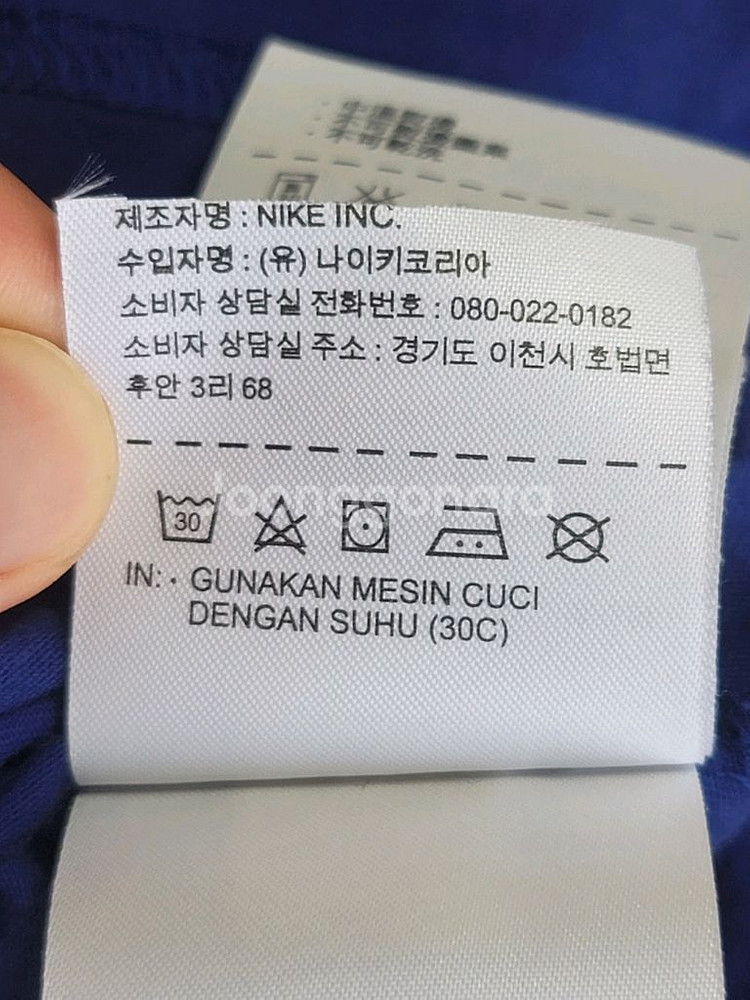 제조자명 : NIKE INC.
수입자명 : (유) 나이키코리아
소비자 상담실 전화번호 : 080-022-0182
소비자 상담실 주소 : 경기도 이천시 호법면
후안 3리 68
30
IN: · GUNAKAN MESIN CUCI
DENGAN SUHU (30C)